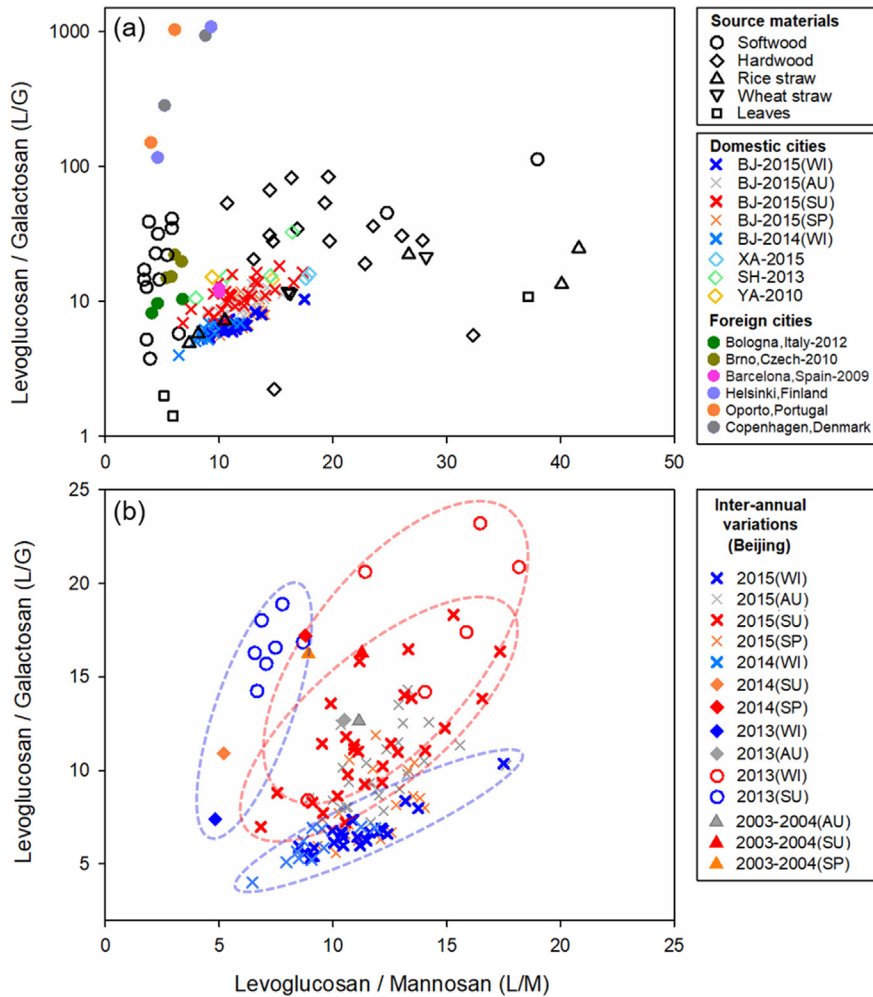 (a)
Levoglucosan / Galactosan (L/G)
1000
100
10
1
0
10
20
30
40
50
Source materials
Softwood
Hardwood
Rice straw
Wheat straw
Leaves
Domestic cities
BJ-2015(WI)
BJ-2015(AU)
BJ-2015(SU)
BJ-2015(SP)
BJ-2014(WI)
XA-2015
SH-2013
YA-2010
Foreign cities
Bologna,Italy-2012
Brno,Czech-2010
Barcelona,Spain-2009
Helsinki,Finland
Oporto,Portugal
Copenhagen,Denmark
(b)
Levoglucosan / Galactosan (L/G)
25
20
15
10
5
0
5
10
15
20
25
Levoglucosan / Mannosan (L/M)
Inter-annual
variations
(Beijing)
2015(WI)
2015(AU)
2015(SU)
2015(SP)
2014(WI)
2014(SU)
2014(SP)
2013(WI)
2013(AU)
2013(WI)
2013(SU)
2003-2004(AU)
2003-2004(SU)
2003-2004(SP)